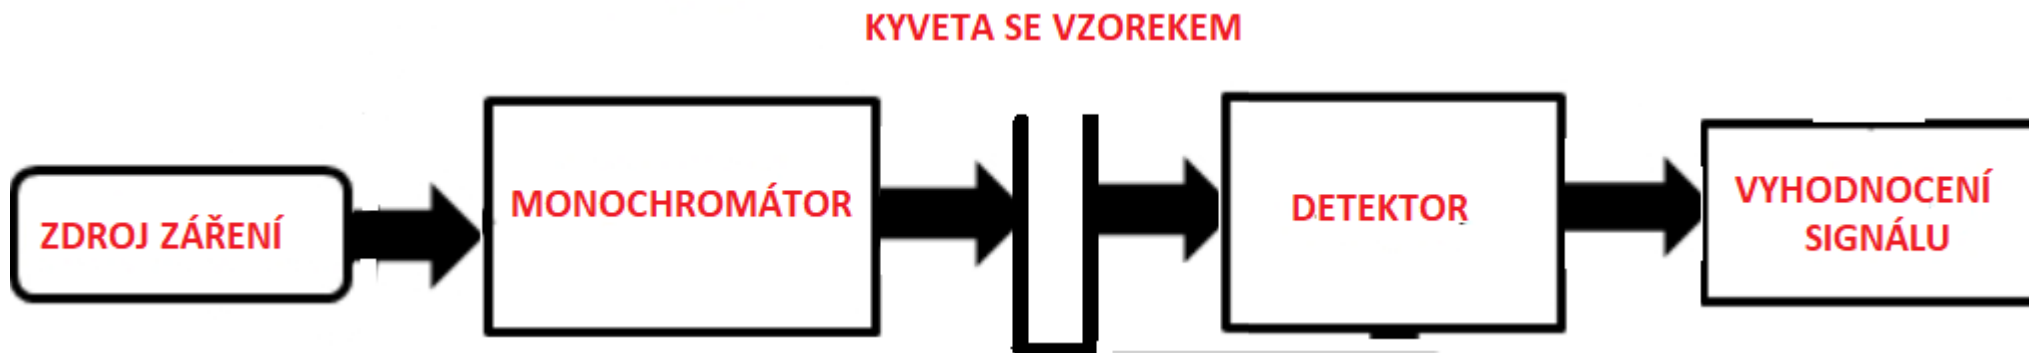 KYVETA SE VZOREKEM
ZDROJ ZÁŘENÍ
MONOCHROMÁTOR
DETEKTOR
VYHODNOCENÍ
SIGNÁLU